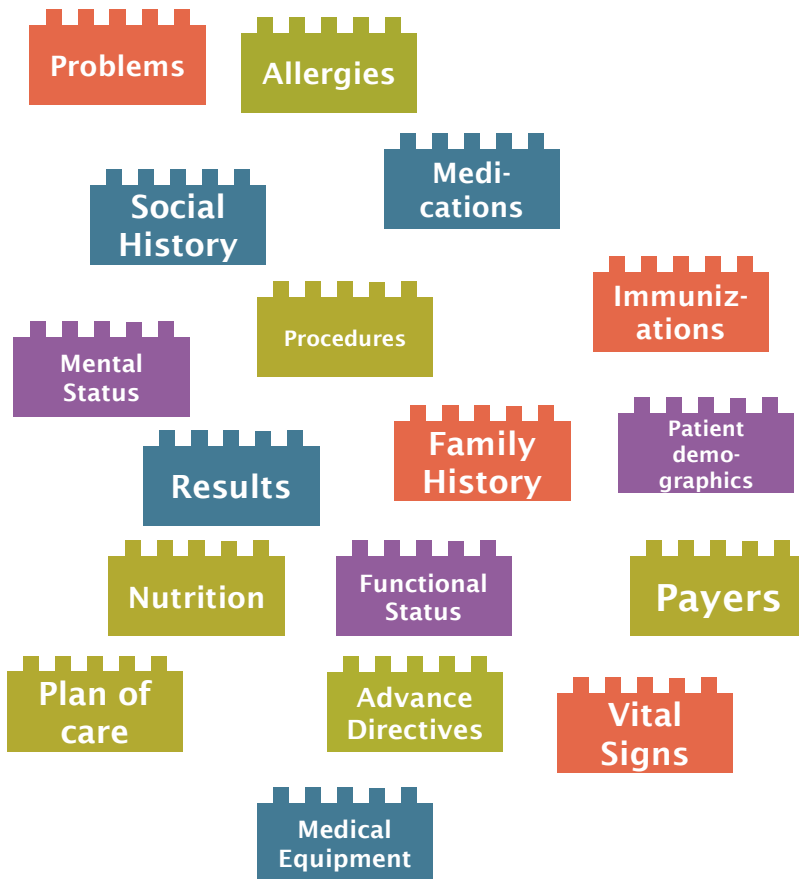 Problems
Allergies
Medi-
cations
Social
History
Immuniz-
ations
Procedures
Mental
Status
Family
History
Patient
demo-
graphics
Results
Nutrition
Functional
Status
Payers
Plan of
care
Advance
Directives
Vital
Signs
Medical
Equipment